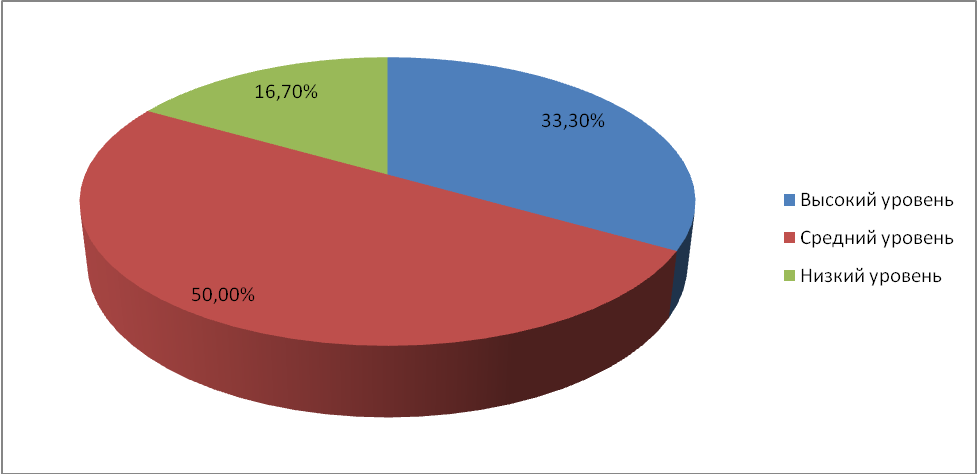 16,70%
33,30%
50,00%
Высокий уровень
Средний уровень
Низкий уровень